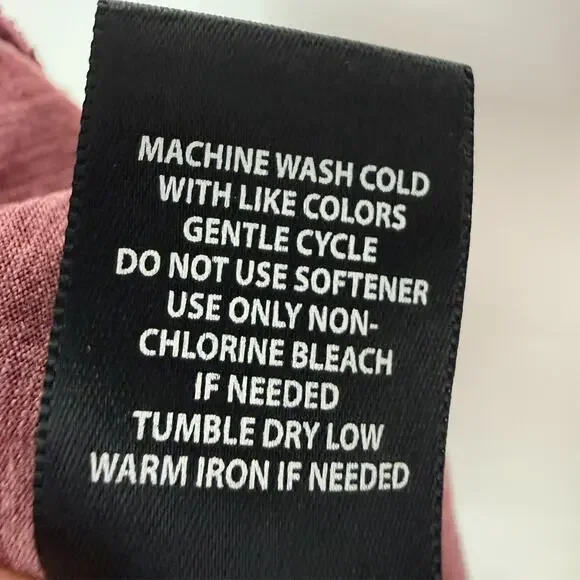 MACHINE WASH COLD
WITH LIKE COLORS
GENTLE CYCLE
DO NOT USE SOFTENER
USE ONLY NON-
CHLORINE BLEACH
IF NEEDED
TUMBLE DRY LOW
WARM IRON IF NEEDED